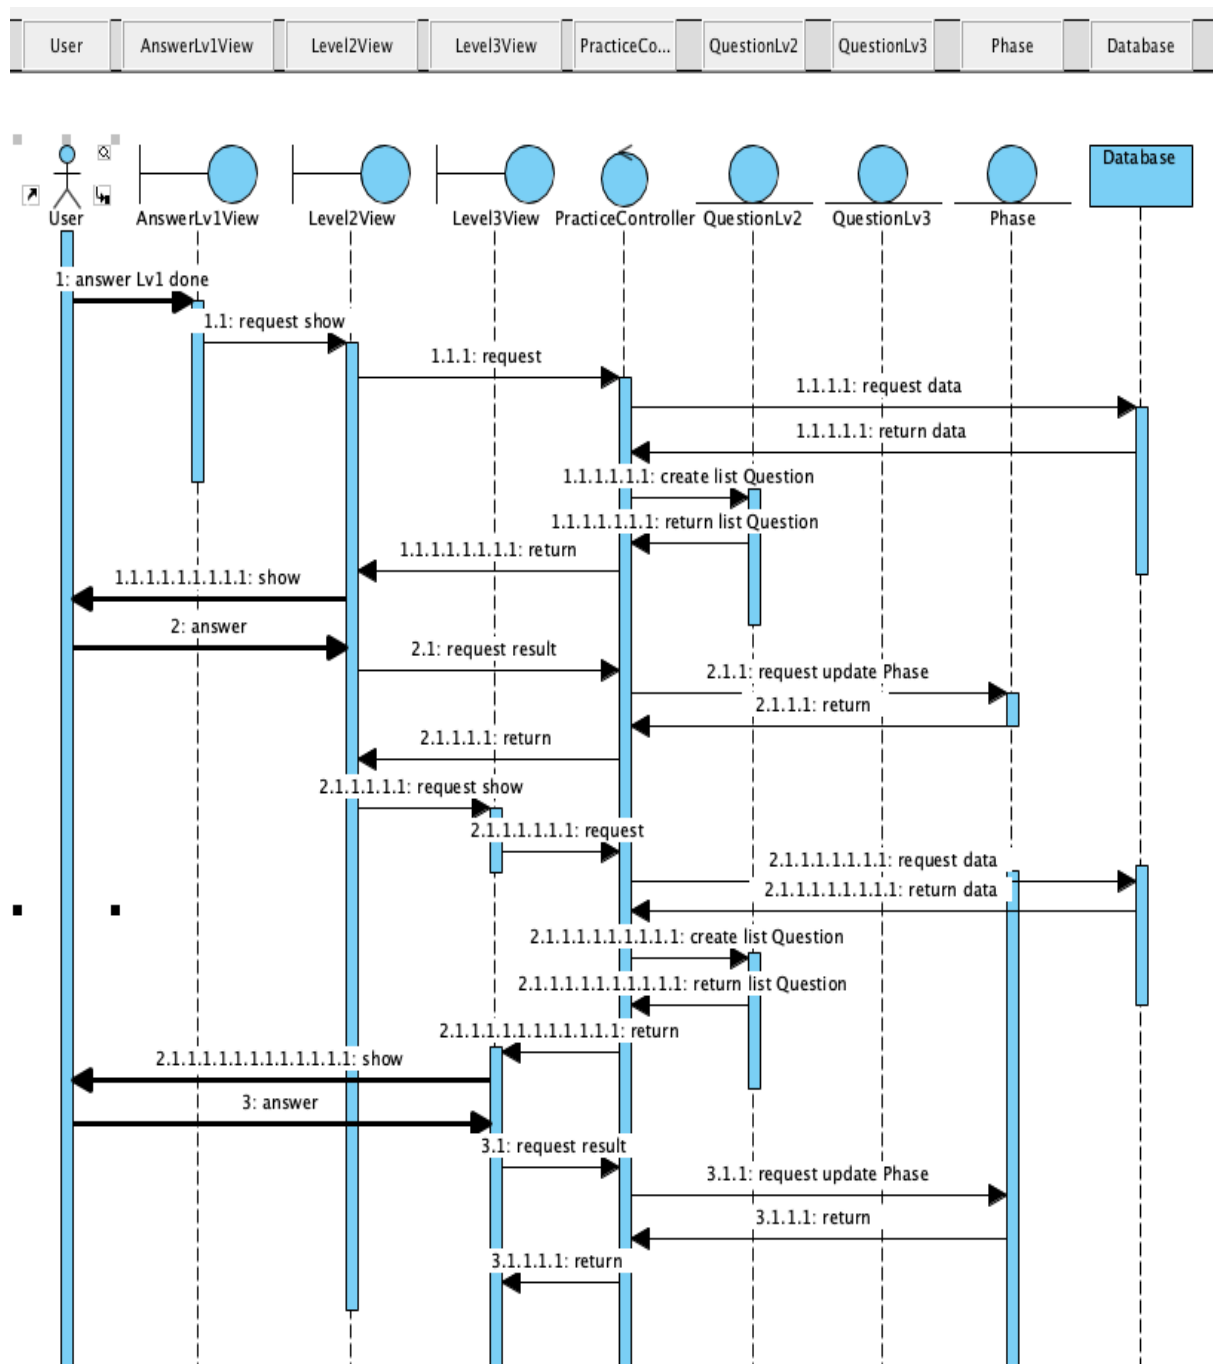 User
AnswerLv1View
Level2View
Level3View
PracticeCo...
QuestionLv2
QuestionLv3
Phase
Database
User
AnswerLv1View
Level2View
Level3View
PracticeController
QuestionLv2
QuestionLv3
Phase
Database
1: answer Lv1 done
1.1: request show
1.1.1: request
1.1.1.1: request data
1.1.1.1.1: return data
1.1.1.1.1.1: create list Question
1.1.1.1.1.1.1: return list Question
1.1.1.1.1.1.1.1: return
1.1.1.1.1.1.1.1.1: show
2: answer
2.1: request result
2.1.1: request update Phase
2.1.1.1: return
2.1.1.1.1: return
2.1.1.1.1.1: request show
2.1.1.1.1.1.1: request
2.1.1.1.1.1.1.1: request data
2.1.1.1.1.1.1.1.1: return data
2.1.1.1.1.1.1.1.1.1: create list Question
2.1.1.1.1.1.1.1.1.1.1: return list Question
2.1.1.1.1.1.1.1.1.1.1.1: return
2.1.1.1.1.1.1.1.1.1.1.1.1: show
3: answer
3.1: request result
3.1.1: request update Phase
3.1.1.1: return
3.1.1.1.1: return